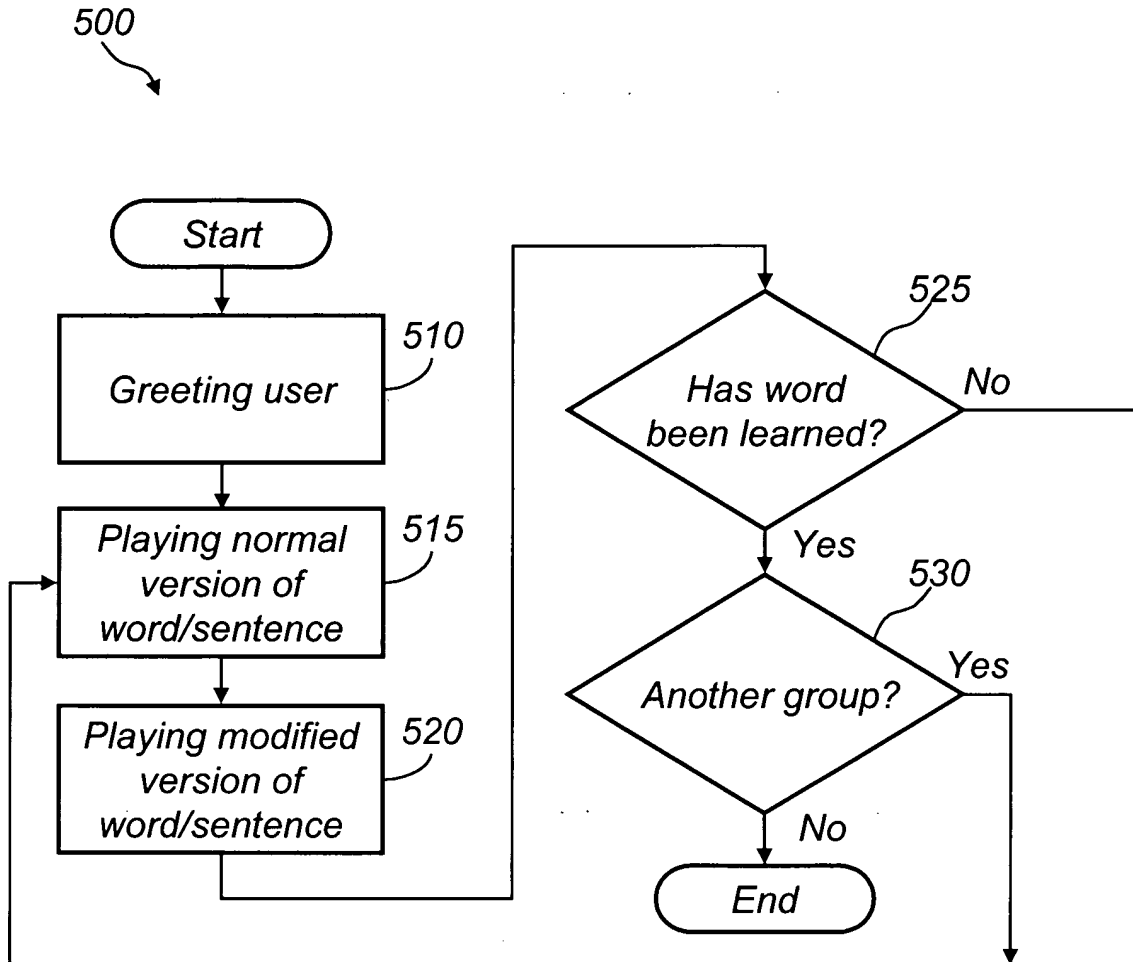 500
Start
510
Greeting user
515
Playing normal
version of
word/sentence
520
Playing modified
version of
word/sentence
525
Has word
been learned?
No
Yes
530
Another group?
Yes
No
End